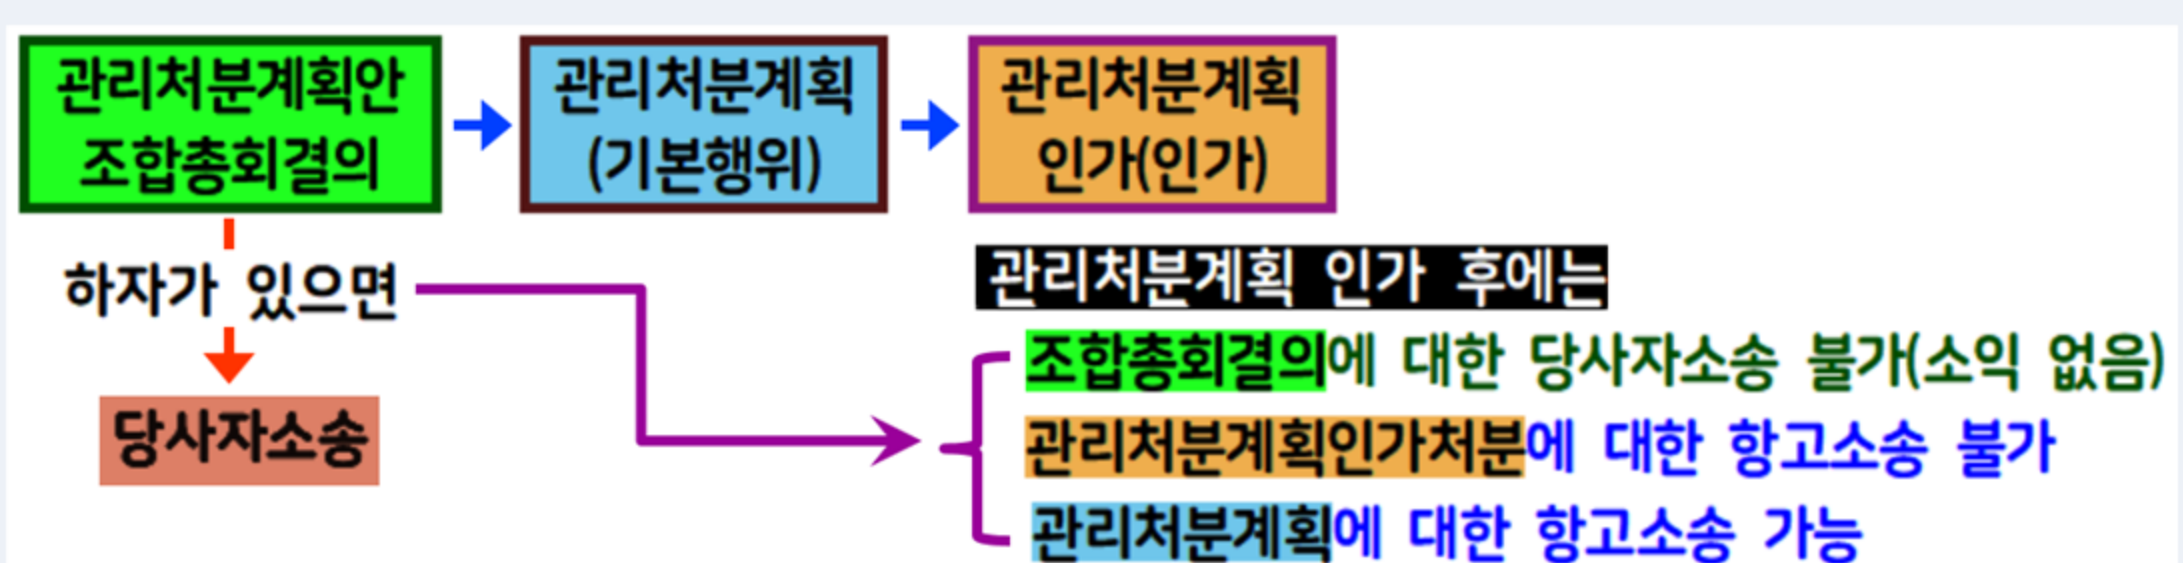 관리처분계획안
조합총회결의
관리처분계획
(기본행위)
관리처분계획
인가(인가)
하자가 있으면
당사자소송
관리처분계획 인가 후에는
조합총회결의에 대한 당사자소송 불가(소익 없음)
관리처분계획인가처분에 대한 항고소송 불가
관리처분계획에 대한 항고소송 가능